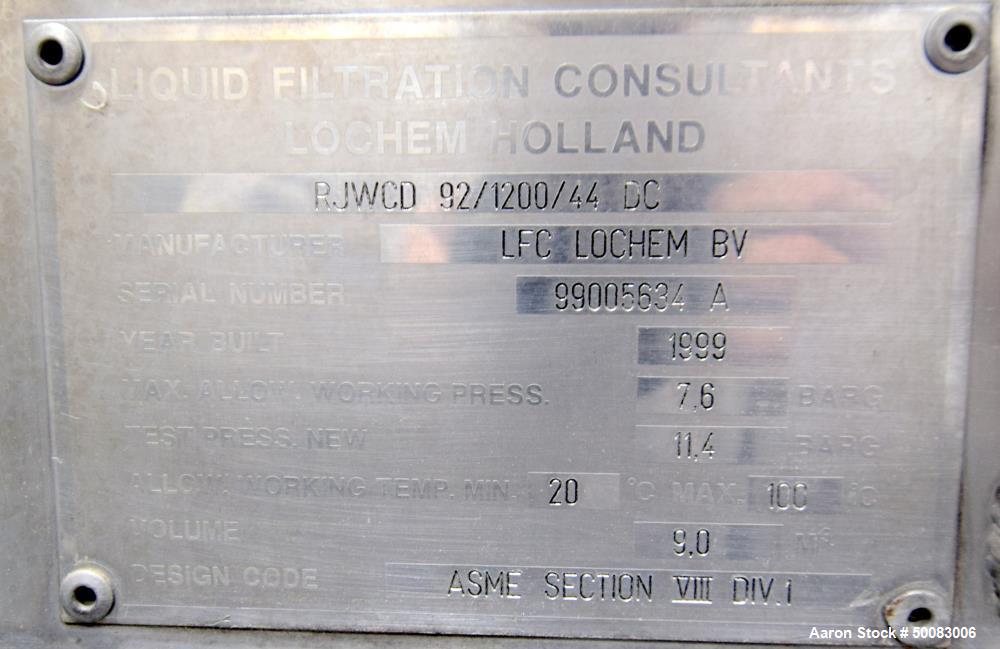 LIQUID FILTRATION CONSULTANTS
LOCHEM HOLLAND
RJWCD 92/1200/44 DC
MANUFACTURER LFC LOCHEM BV
SERIAL NUMBER 99005634 A
YEAR BUILT 1999
MAX. ALLOW. WORKING PRESS. 7,6 BARG
TEST PRESS. NEW 11,4 BARG
ALLOW. WORKING TEMP. MIN. 20 °C MAX. 100 °C
VOLUME 9,0 M³
DESIGN CODE ASME SECTION VIII DIV.1
Aaron Stock # 50083006